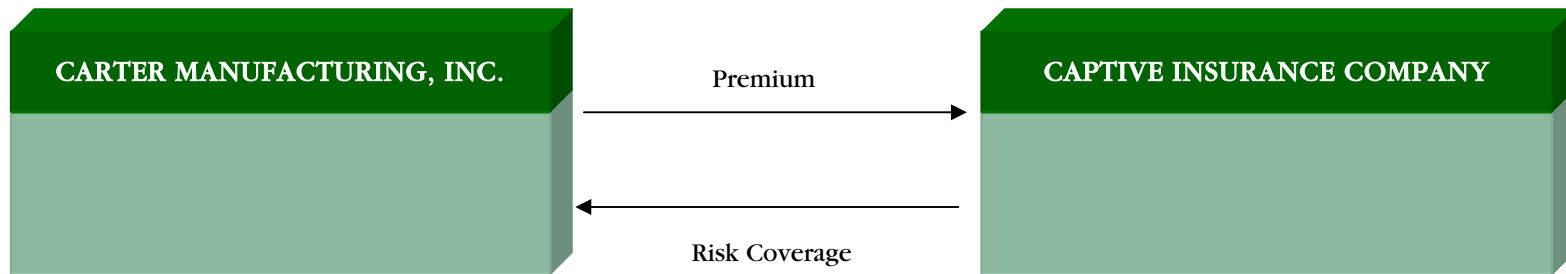 CARTER MANUFACTURING, INC.
Premium
CAPTIVE INSURANCE COMPANY
Risk Coverage